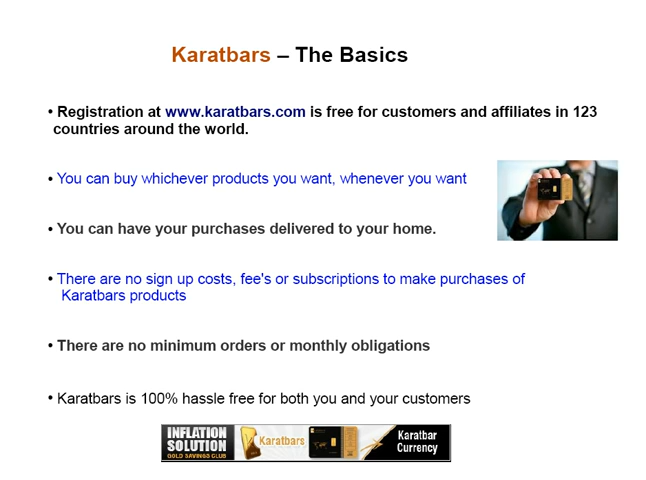 Karatbars – The Basics
• Registration at www.karatbars.com is free for customers and affiliates in 123
countries around the world.
• You can buy whichever products you want, whenever you want
• You can have your purchases delivered to your home.
• There are no sign up costs, fee's or subscriptions to make purchases of
Karatbars products
• There are no minimum orders or monthly obligations
• Karatbars is 100% hassle free for both you and your customers
INFLATION
SOLUTION
GOLD SAVINGS CLUB
Karatbars
Karatbar
Currency